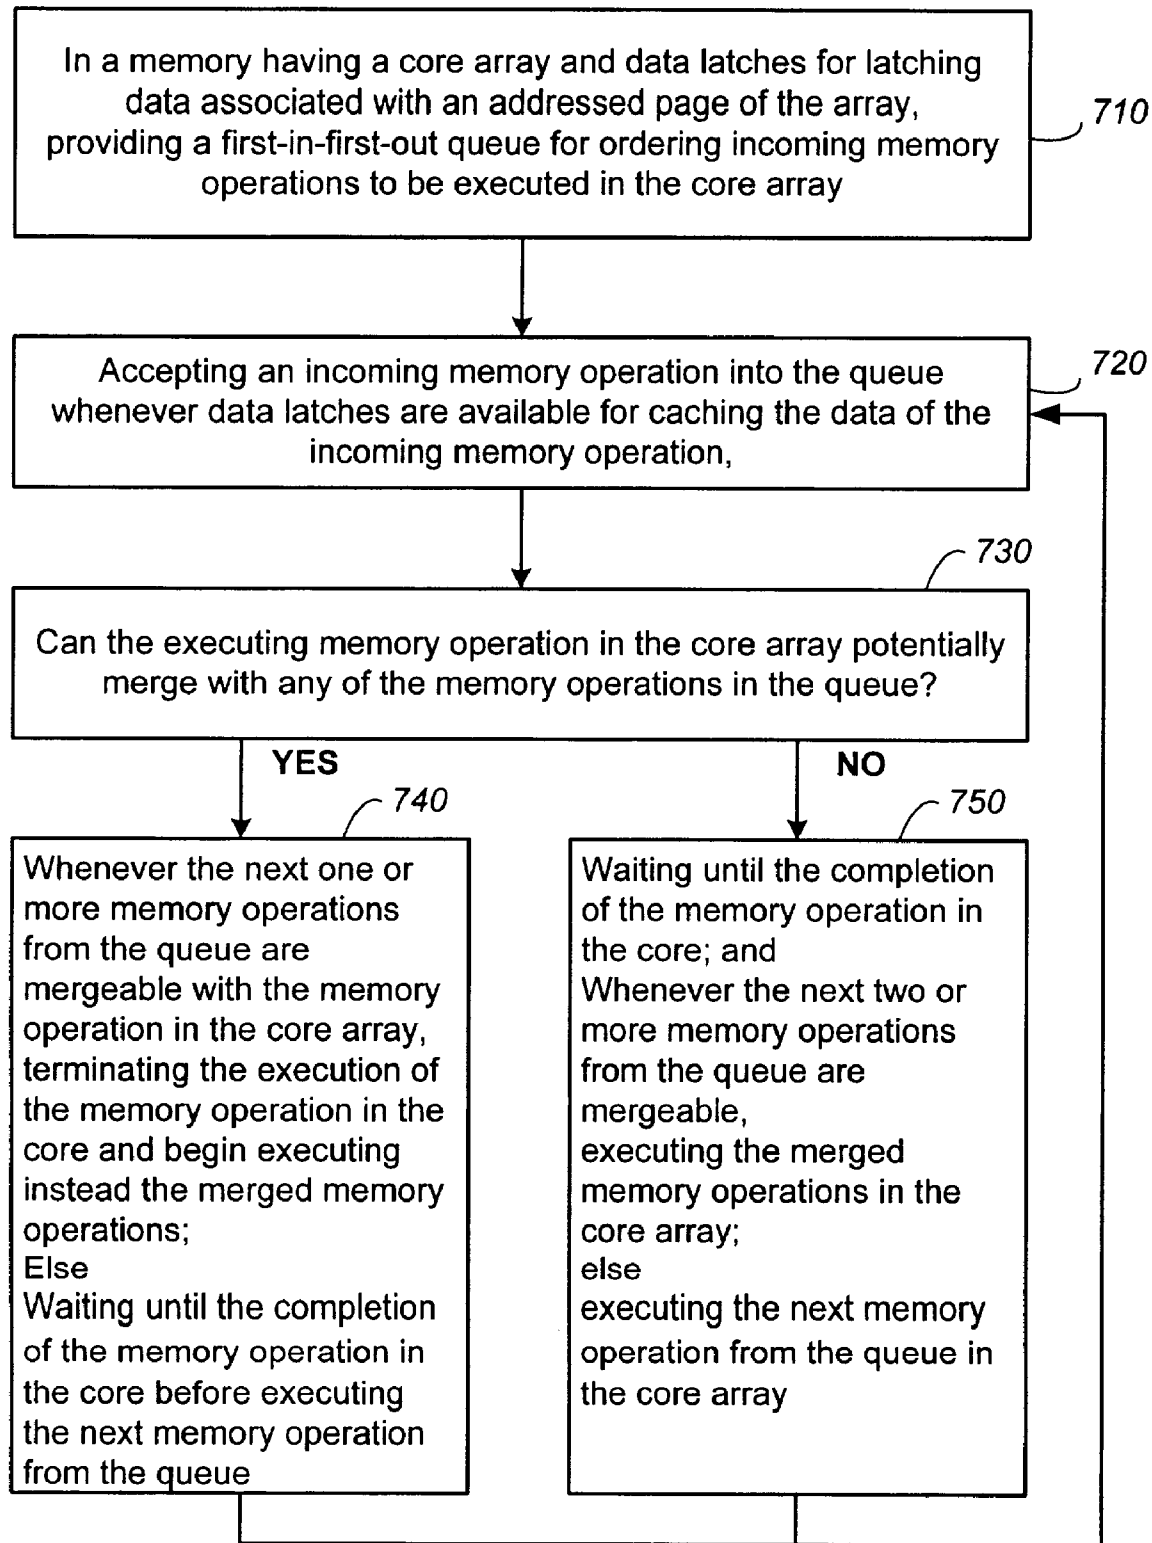 In a memory having a core array and data latches for latching
data associated with an addressed page of the array,
providing a first-in-first-out queue for ordering incoming memory
operations to be executed in the core array
710
Accepting an incoming memory operation into the queue
whenever data latches are available for caching the data of the
incoming memory operation,
720
730
Can the executing memory operation in the core array potentially
merge with any of the memory operations in the queue?
YES
NO
740
750
Whenever the next one or
more memory operations
from the queue are
mergeable with the memory
operation in the core array,
terminating the execution of
the memory operation in the
core and begin executing
instead the merged memory
operations;
Else
Waiting until the completion
of the memory operation in
the core before executing
the next memory operation
from the queue
Waiting until the completion
of the memory operation in
the core; and
Whenever the next two or
more memory operations
from the queue are
mergeable,
executing the merged
memory operations in the
core array;
else
executing the next memory
operation from the queue in
the core array